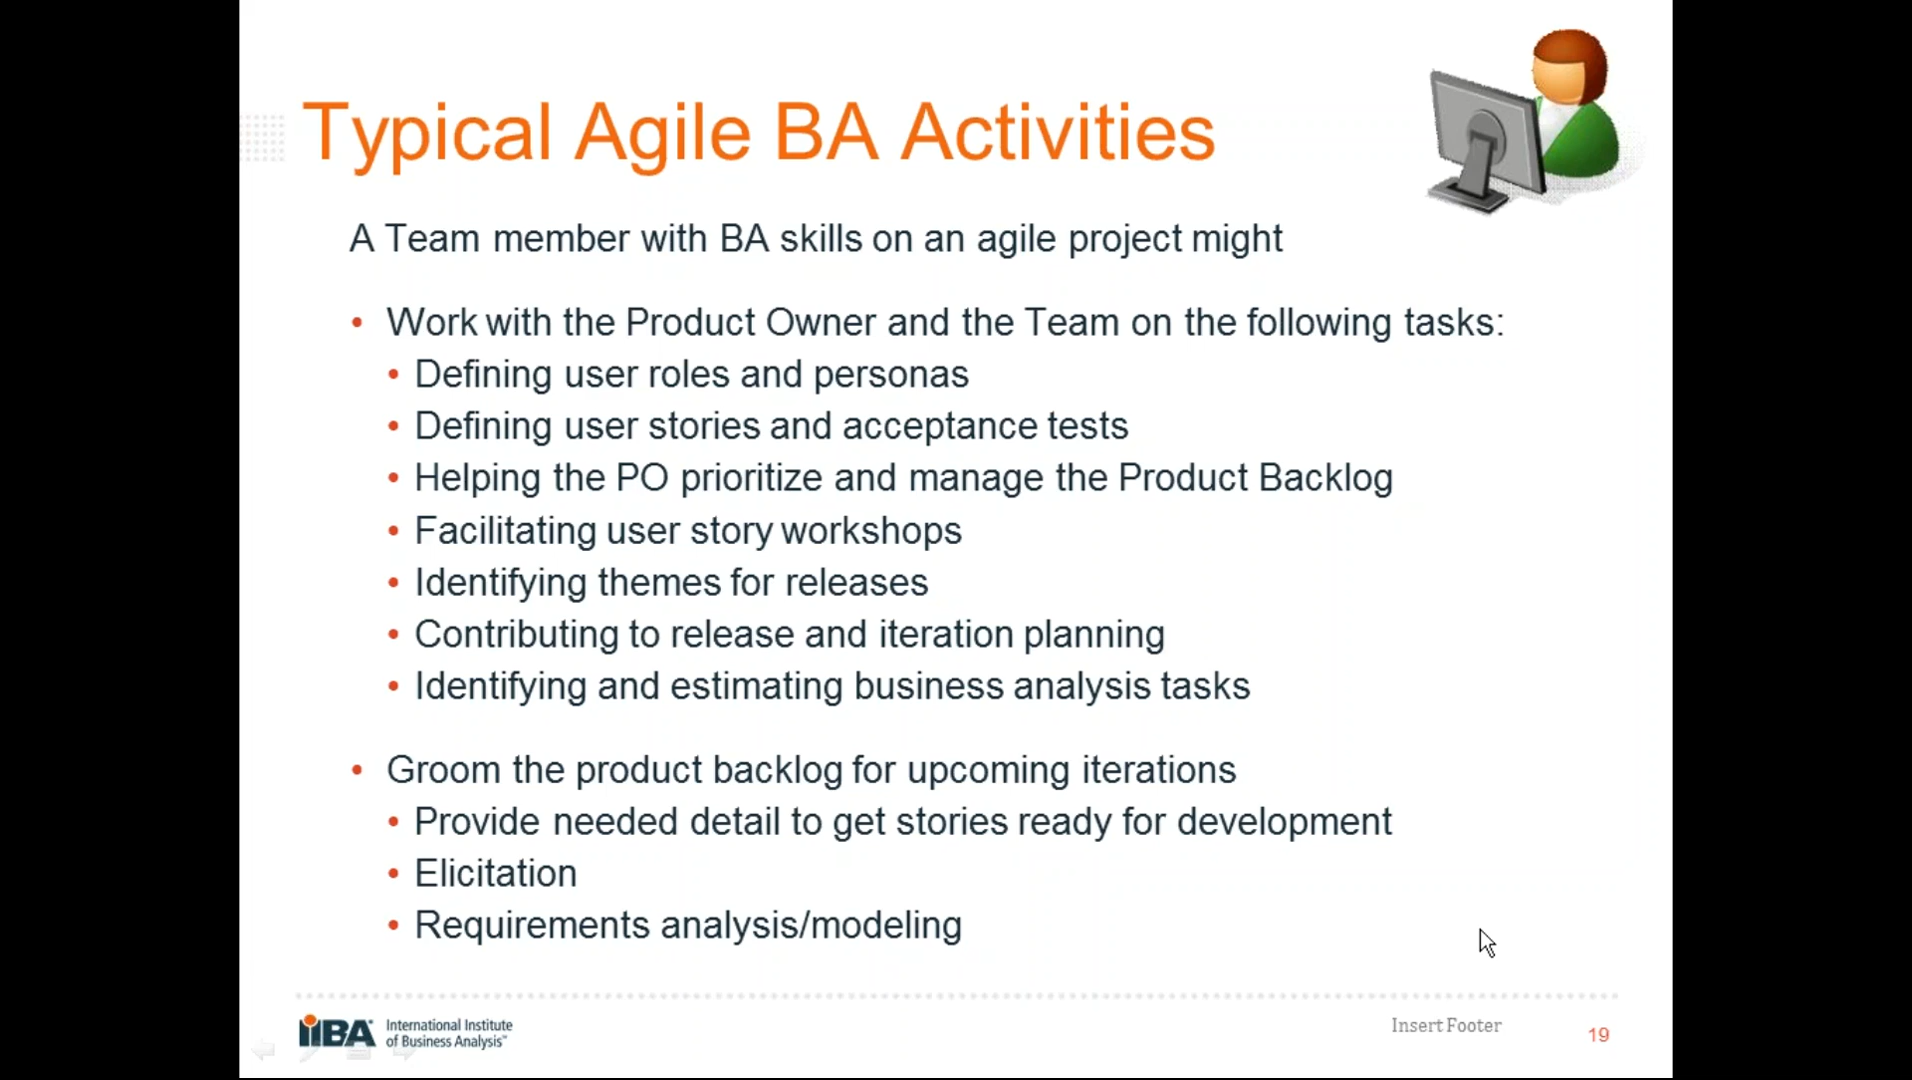 Typical Agile BA Activities
A Team member with BA skills on an agile project might
• Work with the Product Owner and the Team on the following tasks:
• Defining user roles and personas
• Defining user stories and acceptance tests
• Helping the PO prioritize and manage the Product Backlog
• Facilitating user story workshops
• Identifying themes for releases
• Contributing to release and iteration planning
• Identifying and estimating business analysis tasks
• Groom the product backlog for upcoming iterations
• Provide needed detail to get stories ready for development
• Elicitation
• Requirements analysis/modeling
IIBA
International Institute
of Business Analysis™
Insert Footer
19